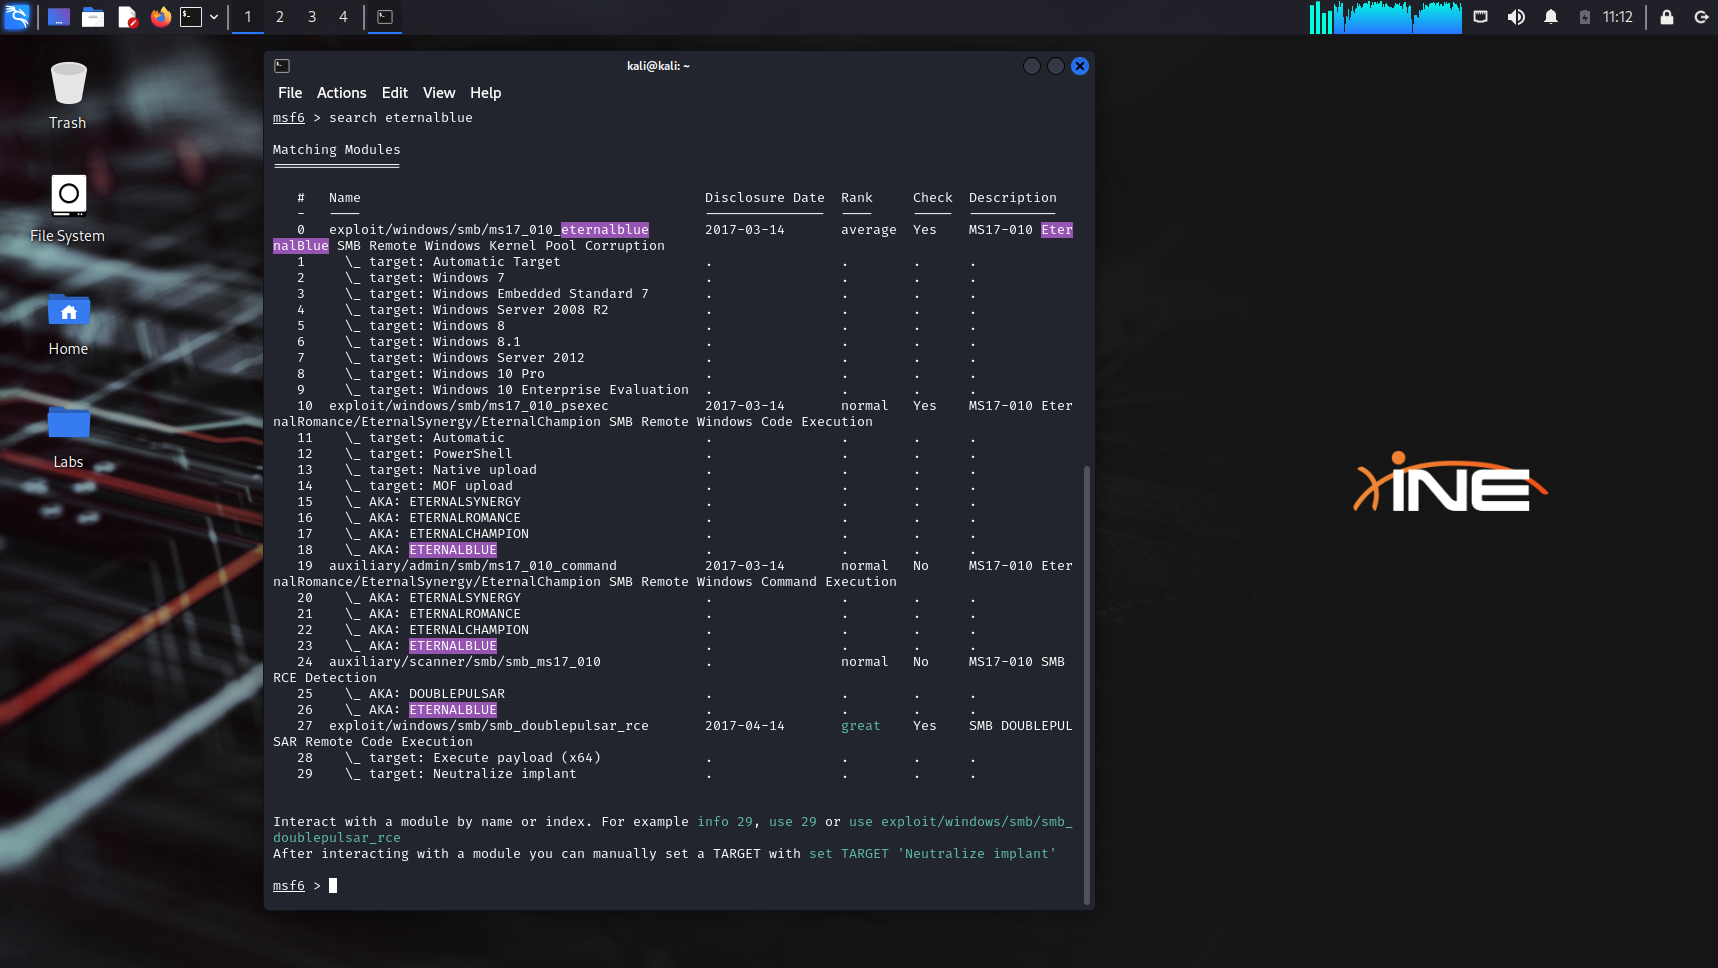 1 2 3 4 11:12
Trash
File System
Home
Labs
kali@kali: ~
File Actions Edit View Help
msf6 > search eternalblue
Matching Modules
================
# Name Disclosure Date Rank Check Description
- ---- --------------- ---- ----- -----------
0 exploit/windows/smb/ms17_010_eternalblue 2017-03-14 average Yes MS17-010 Eter
nalBlue SMB Remote Windows Kernel Pool Corruption
1 \_ target: Automatic Target . . . .
2 \_ target: Windows 7 . . . .
3 \_ target: Windows Embedded Standard 7 . . . .
4 \_ target: Windows Server 2008 R2 . . . .
5 \_ target: Windows 8 . . . .
6 \_ target: Windows 8.1 . . . .
7 \_ target: Windows Server 2012 . . . .
8 \_ target: Windows 10 Pro . . . .
9 \_ target: Windows 10 Enterprise Evaluation . . . .
10 exploit/windows/smb/ms17_010_psexec 2017-03-14 normal Yes MS17-010 Eter
nalRomance/EternalSynergy/EternalChampion SMB Remote Windows Code Execution
11 \_ target: Automatic . . . .
12 \_ target: PowerShell . . . .
13 \_ target: Native upload . . . .
14 \_ target: MOF upload . . . .
15 \_ AKA: ETERNALSYNERGY . . . .
16 \_ AKA: ETERNALROMANCE . . . .
17 \_ AKA: ETERNALCHAMPION . . . .
18 \_ AKA: ETERNALBLUE . . . .
19 auxiliary/admin/smb/ms17_010_command 2017-03-14 normal No MS17-010 Eter
nalRomance/EternalSynergy/EternalChampion SMB Remote Windows Command Execution
20 \_ AKA: ETERNALSYNERGY . . . .
21 \_ AKA: ETERNALROMANCE . . . .
22 \_ AKA: ETERNALCHAMPION . . . .
23 \_ AKA: ETERNALBLUE . . . .
24 auxiliary/scanner/smb/smb_ms17_010 . normal No MS17-010 SMB
RCE Detection
25 \_ AKA: DOUBLEPULSAR . . . .
26 \_ AKA: ETERNALBLUE . . . .
27 exploit/windows/smb/smb_doublepulsar_rce 2017-04-14 great Yes SMB DOUBLEPUL
SAR Remote Code Execution
28 \_ target: Execute payload (x64) . . . .
29 \_ target: Neutralize implant . . . .
Interact with a module by name or index. For example info 29, use 29 or use exploit/windows/smb/smb_
doublepulsar_rce
After interacting with a module you can manually set a TARGET with set TARGET 'Neutralize implant'
msf6 >
INE